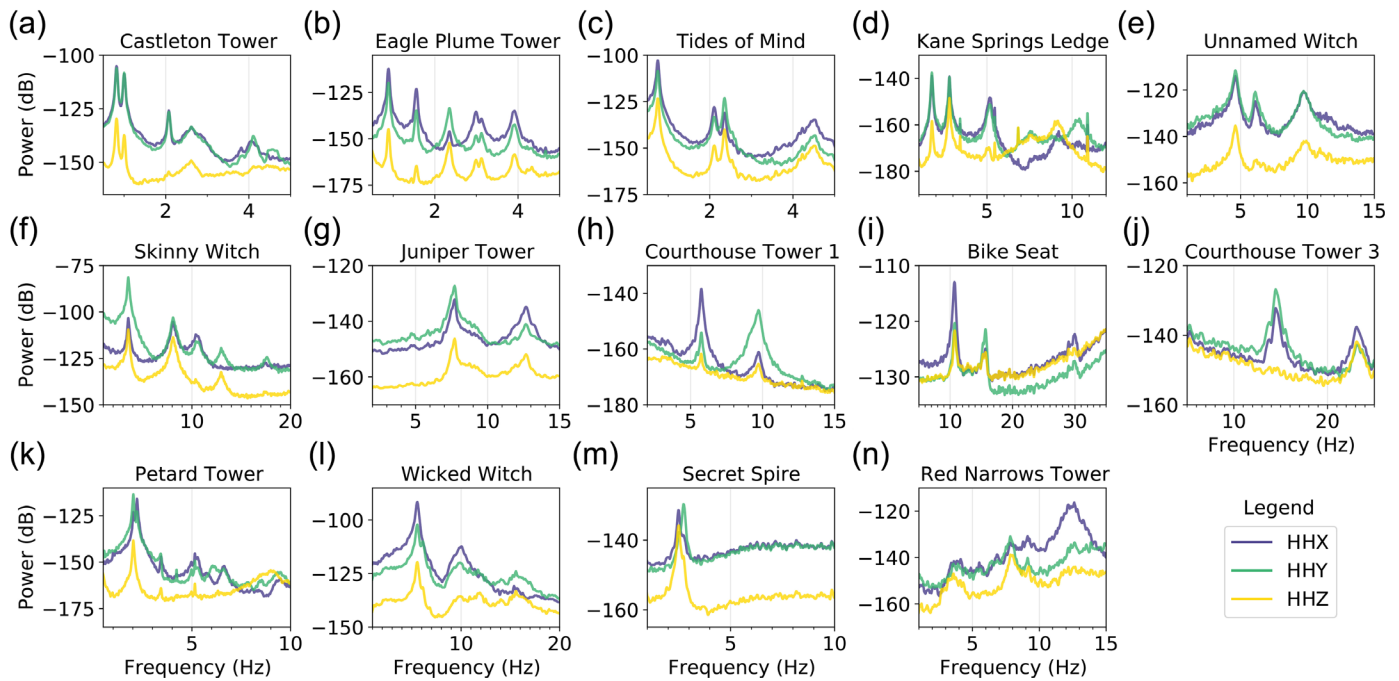 (a) (b) (c) (d) (e)
Castleton Tower Eagle Plume Tower Tides of Mind Kane Springs Ledge Unnamed Witch
Power (dB)
−100
−125
−150
2 4
−125
−150
−175
2 4
−100
−125
−150
−175
2 4
−140
−160
−180
5 10
−120
−140
−160
5 10 15
(f) (g) (h) (i) (j)
Skinny Witch Juniper Tower Courthouse Tower 1 Bike Seat Courthouse Tower 3
Power (dB)
−75
−100
−125
−150
10 20
−120
−140
−160
5 10 15
−140
−160
−180
5 10 15
−110
−120
−130
10 20 30
−120
−140
−160
10 20
Frequency (Hz)
(k) (l) (m) (n)
Petard Tower Wicked Witch Secret Spire Red Narrows Tower
Power (dB)
−125
−150
−175
5 10
Frequency (Hz)
−100
−125
−150
10 20
Frequency (Hz)
−140
−160
5 10
Frequency (Hz)
−120
−140
−160
5 10 15
Frequency (Hz)
Legend
HHX
HHY
HHZ